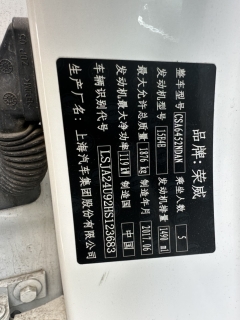 品牌:荣威
整车型号 CSA6452NDAN 乘坐人数 5
发动机型号 15E4E 发动机排量 1490 ml
最大允许总质量 1876 kg 制造年月 2017.06
发动机最大净功率 119 kW 制造国 中国
车辆识别代号 LSJA24U92HS123683
生产厂名: 上海汽车集团股份有限公司